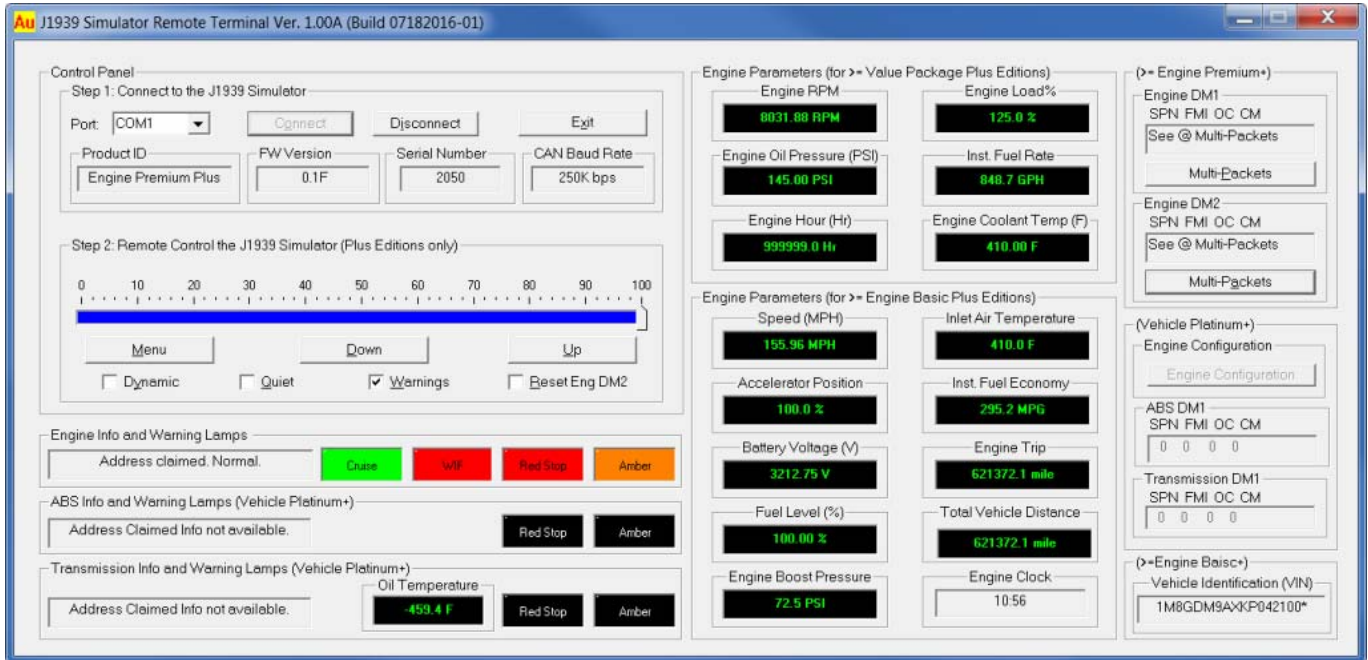 Au J1939 Simulator Remote Terminal Ver. 1.00A (Build 07182016-01)
Control Panel
Step 1: Connect to the J1939 Simulator
Port: COM1 Connect Disconnect Exit
Product ID FW Version Serial Number CAN Baud Rate
Engine Premium Plus 0.1F 2050 250K bps
Step 2: Remote Control the J1939 Simulator (Plus Editions only)
0 10 20 30 40 50 60 70 80 90 100
Menu Down Up
Dynamic Quiet Warnings Reset Eng DM2
Engine Info and Warning Lamps
Address claimed. Normal. Cruise WIF Red Stop Amber
ABS Info and Warning Lamps (Vehicle Platinum+)
Address Claimed Info not available. Red Stop Amber
Transmission Info and Warning Lamps (Vehicle Platinum+)
Oil Temperature
Address Claimed Info not available. -459.4 F Red Stop Amber
Engine Parameters (for >= Value Package Plus Editions)
Engine RPM Engine Load%
8031.88 RPM 125.0 %
Engine Oil Pressure (PSI) Inst. Fuel Rate
145.00 PSI 848.7 GPH
Engine Hour (Hr) Engine Coolant Temp (F)
999999.0 Hr 410.00 F
Engine Parameters (for >= Engine Basic Plus Editions)
Speed (MPH) Inlet Air Temperature
155.96 MPH 410.0 F
Accelerator Position Inst. Fuel Economy
100.0 % 295.2 MPG
Battery Voltage (V) Engine Trip
3212.75 V 621372.1 mile
Fuel Level (%) Total Vehicle Distance
100.00 % 621372.1 mile
Engine Boost Pressure Engine Clock
72.5 PSI 10:56
(>= Engine Premium+)
Engine DM1
SPN FMI OC CM
See @ Multi-Packets
Multi-Packets
Engine DM2
SPN FMI OC CM
See @ Multi-Packets
Multi-Packets
(Vehicle Platinum+)
Engine Configuration
Engine Configuration
ABS DM1
SPN FMI OC CM
0 0 0 0
Transmission DM1
SPN FMI OC CM
0 0 0 0
(>=Engine Baisc+)
Vehicle Identification (VIN)
1M8GDM9AXKP042100*